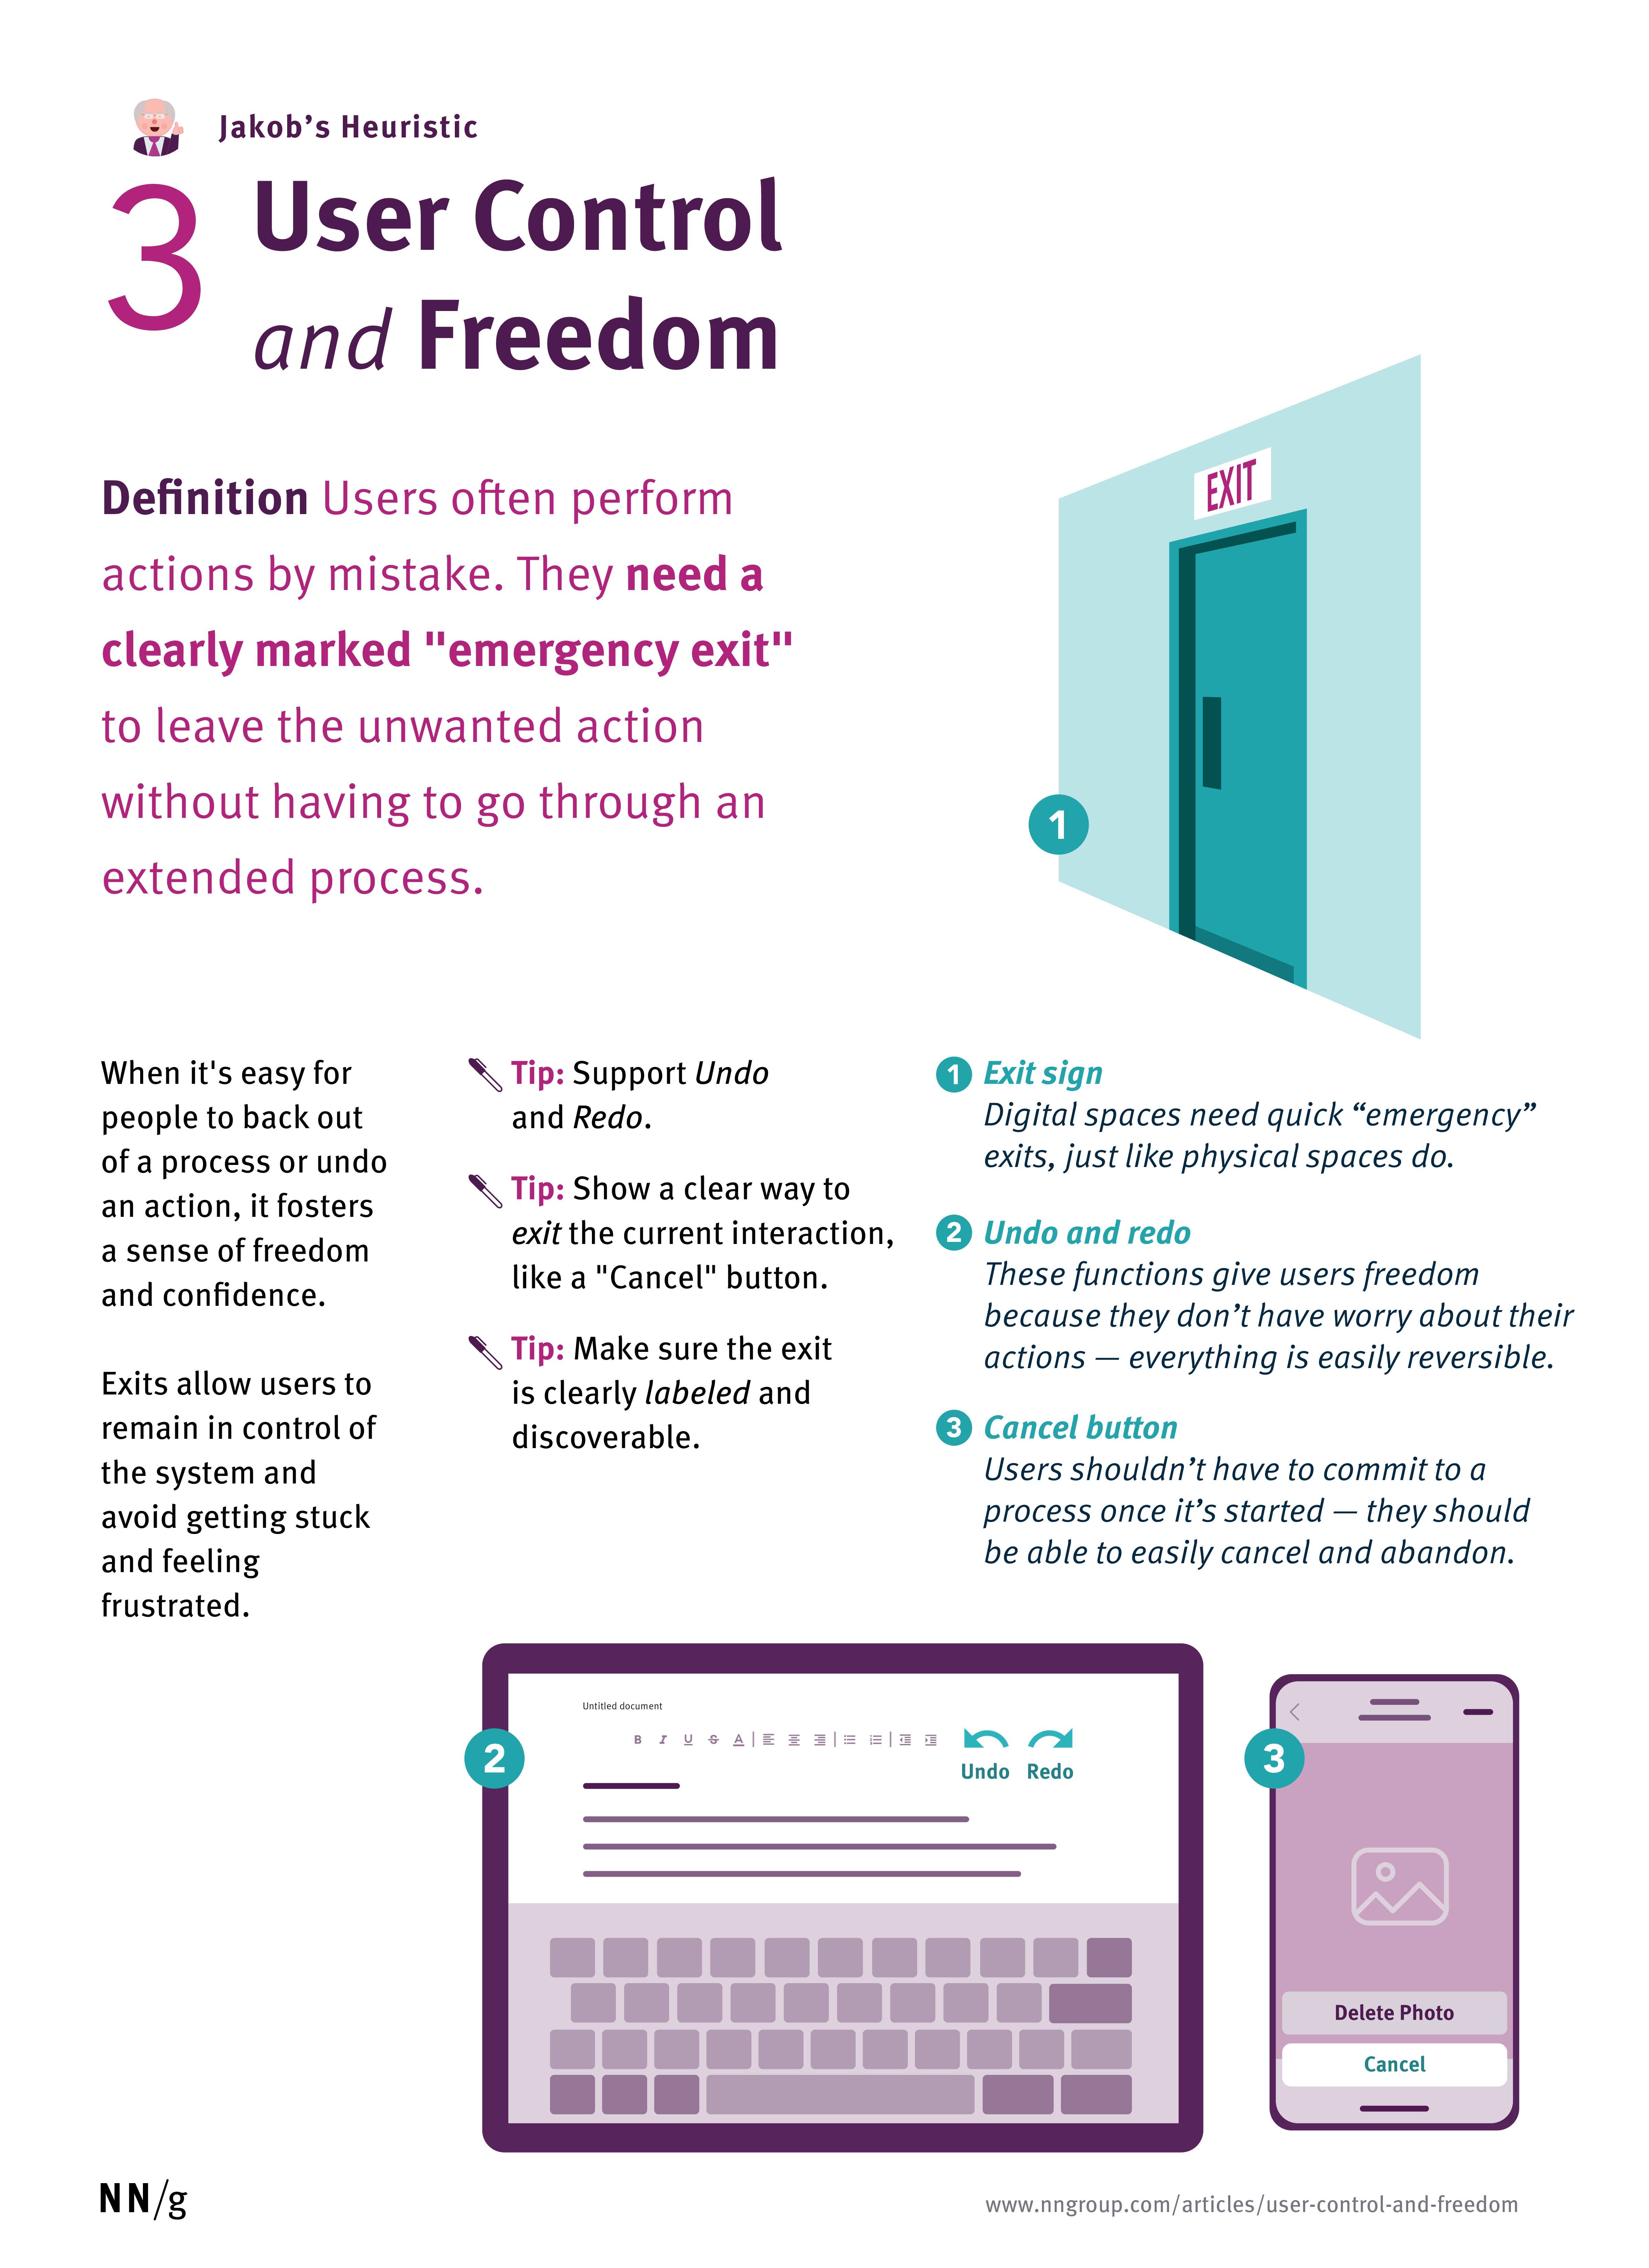 Jakob’s Heuristic
3
User Control
and Freedom
Definition Users often perform
actions by mistake. They need a
clearly marked "emergency exit"
to leave the unwanted action
without having to go through an
extended process.
EXIT
1
When it's easy for
people to back out
of a process or undo
an action, it fosters
a sense of freedom
and confidence.
Exits allow users to
remain in control of
the system and
avoid getting stuck
and feeling
frustrated.
Tip: Support Undo
and Redo.
Tip: Show a clear way to
exit the current interaction,
like a "Cancel" button.
Tip: Make sure the exit
is clearly labeled and
discoverable.
1 Exit sign
Digital spaces need quick “emergency”
exits, just like physical spaces do.
2 Undo and redo
These functions give users freedom
because they don’t have worry about their
actions — everything is easily reversible.
3 Cancel button
Users shouldn’t have to commit to a
process once it’s started — they should
be able to easily cancel and abandon.
2
Untitled document
B I U S A
Undo Redo
3
Delete Photo
Cancel
NN/g
www.nngroup.com/articles/user-control-and-freedom